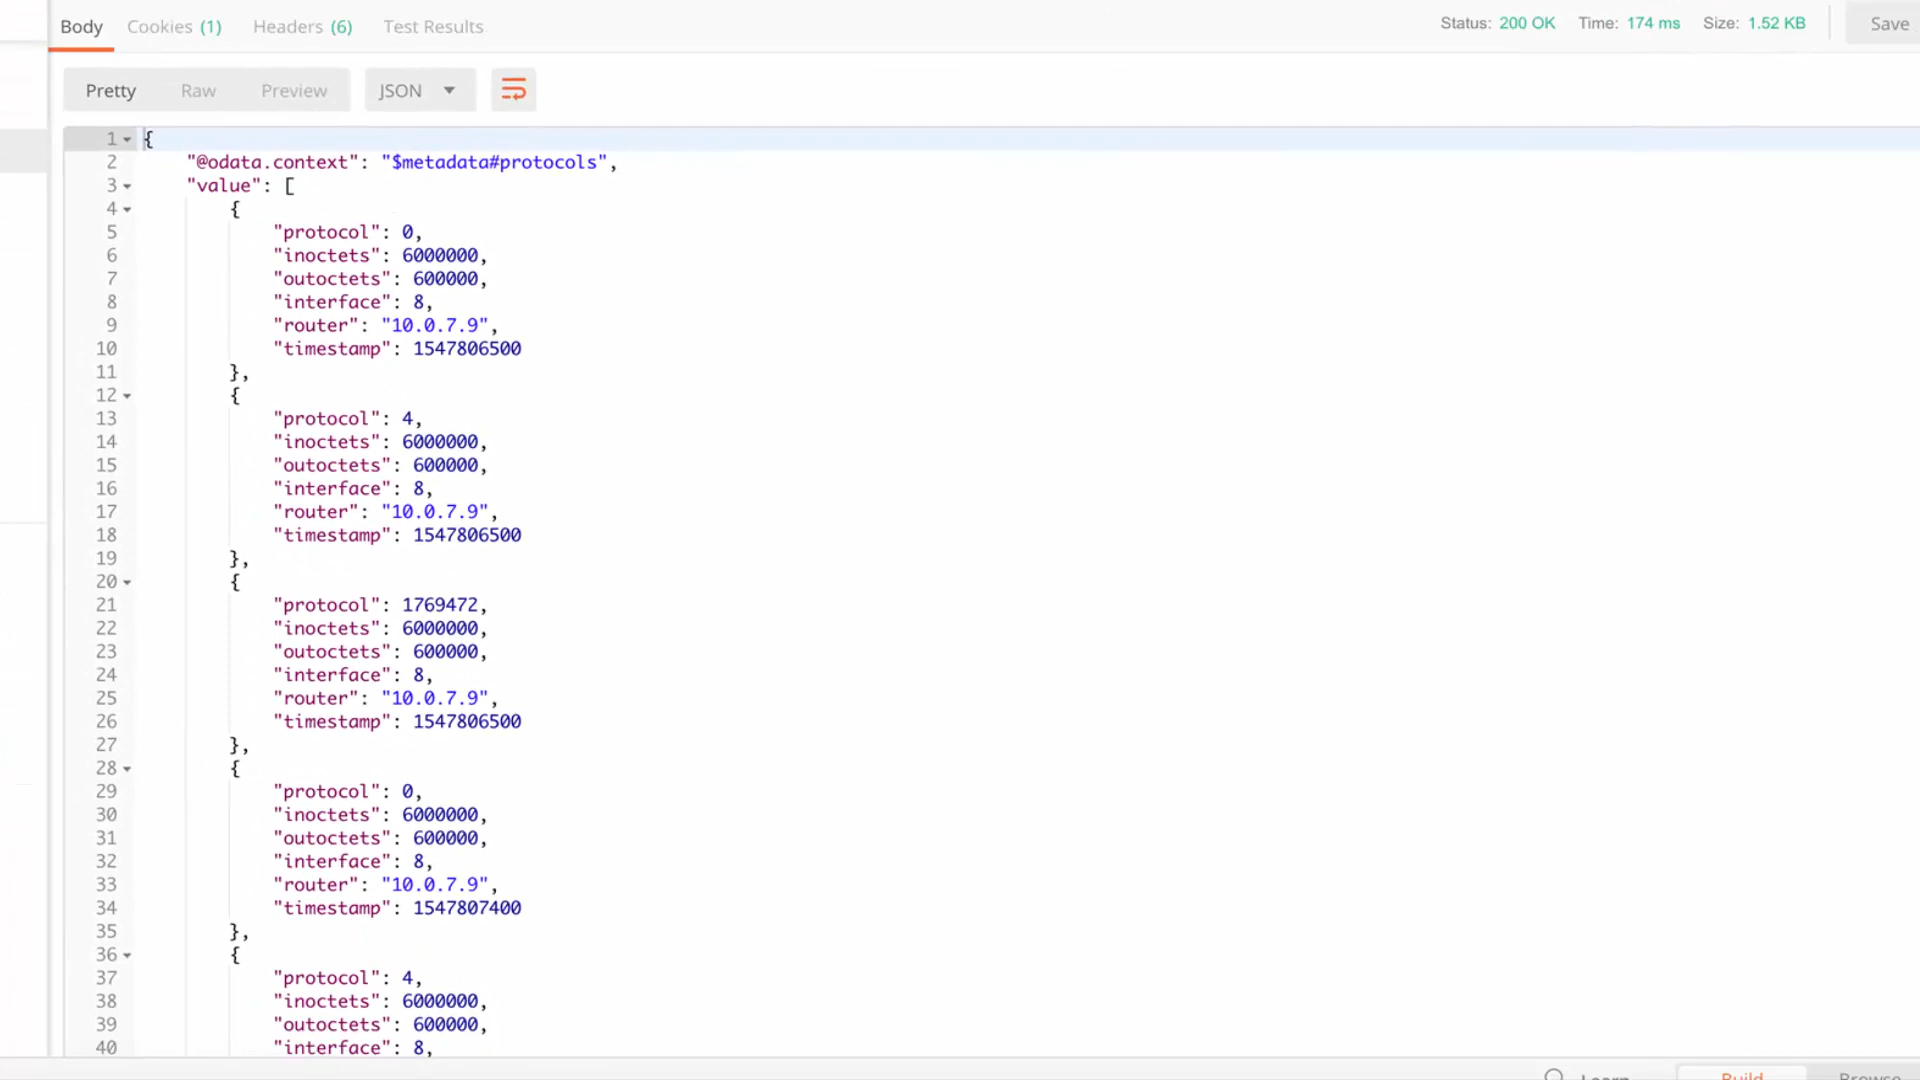 Body Cookies (1) Headers (6) Test Results Status: 200 OK Time: 174 ms Size: 1.52 KB Save
Pretty Raw Preview JSON
1 {
2 "@odata.context": "$metadata#protocols",
3 "value": [
4 {
5 "protocol": 0,
6 "inoctets": 6000000,
7 "outoctets": 600000,
8 "interface": 8,
9 "router": "10.0.7.9",
10 "timestamp": 1547806500
11 },
12 {
13 "protocol": 4,
14 "inoctets": 6000000,
15 "outoctets": 600000,
16 "interface": 8,
17 "router": "10.0.7.9",
18 "timestamp": 1547806500
19 },
20 {
21 "protocol": 1769472,
22 "inoctets": 6000000,
23 "outoctets": 600000,
24 "interface": 8,
25 "router": "10.0.7.9",
26 "timestamp": 1547806500
27 },
28 {
29 "protocol": 0,
30 "inoctets": 6000000,
31 "outoctets": 600000,
32 "interface": 8,
33 "router": "10.0.7.9",
34 "timestamp": 1547807400
35 },
36 {
37 "protocol": 4,
38 "inoctets": 6000000,
39 "outoctets": 600000,
40 "interface": 8,
Learn Build Browse